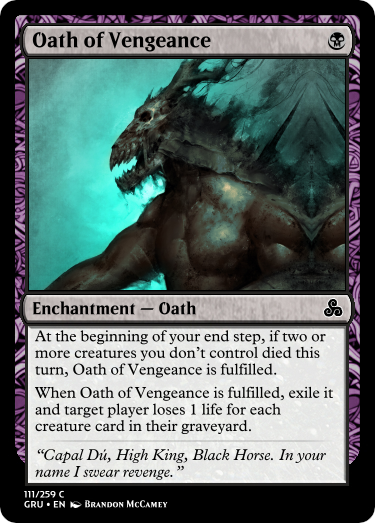 Oath of Vengeance
Enchantment — Oath
At the beginning of your end step, if two or
more creatures you don't control died this
turn, Oath of Vengeance is fulfilled.
When Oath of Vengeance is fulfilled, exile it
and target player loses 1 life for each
creature card in their graveyard.
“Capal Dú, High King, Black Horse. In your
name I swear revenge.”
111/259 C
GRU • EN Brandon McCamey